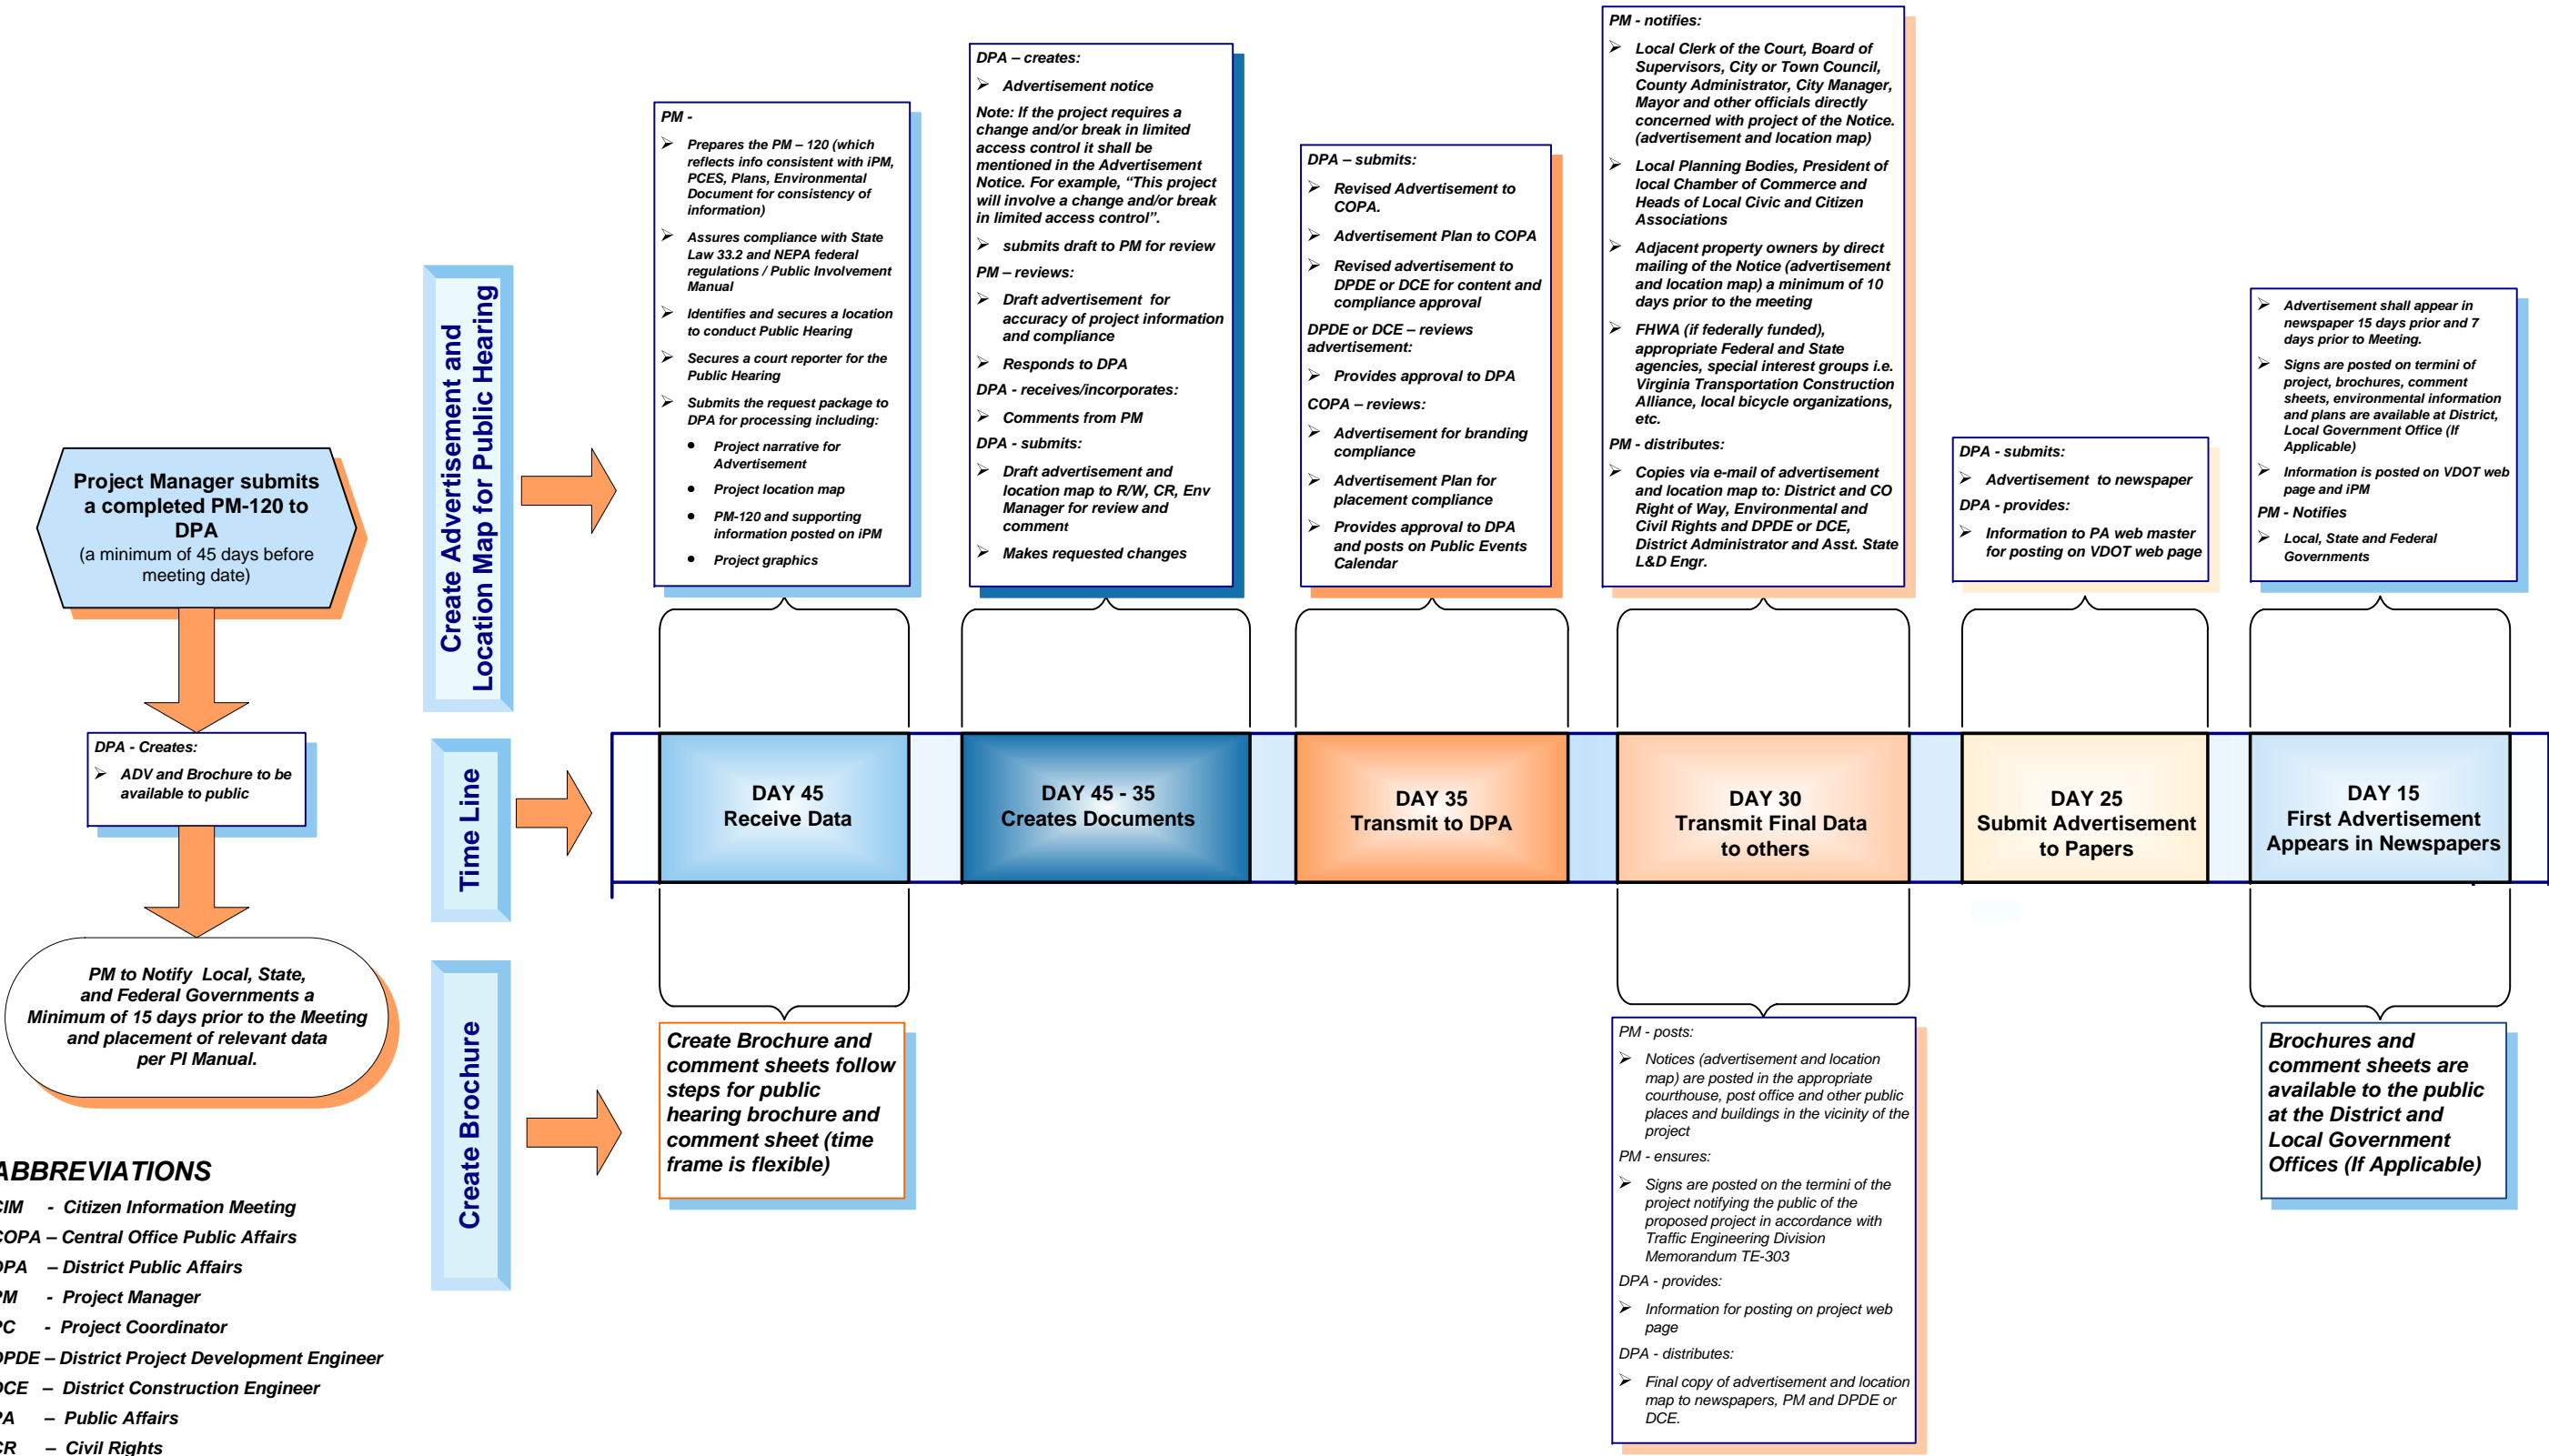 Project Manager submits
a completed PM-120 to
DPA
(a minimum of 45 days before
meeting date)
DPA - Creates:
➢ ADV and Brochure to be
available to public
PM to Notify Local, State,
and Federal Governments a
Minimum of 15 days prior to the Meeting
and placement of relevant data
per PI Manual.
ABBREVIATIONS
CIM - Citizen Information Meeting
COPA – Central Office Public Affairs
DPA – District Public Affairs
PM - Project Manager
PC - Project Coordinator
DPDE – District Project Development Engineer
DCE – District Construction Engineer
PA – Public Affairs
CR – Civil Rights
Create Advertisement and
Location Map for Public Hearing
PM -
➢ Prepares the PM – 120 (which
reflects info consistent with iPM,
PCES, Plans, Environmental
Document for consistency of
information)
➢ Assures compliance with State
Law 33.2 and NEPA federal
regulations / Public Involvement
Manual
➢ Identifies and secures a location
to conduct Public Hearing
➢ Secures a court reporter for the
Public Hearing
➢ Submits the request package to
DPA for processing including:
• Project narrative for
Advertisement
• Project location map
• PM-120 and supporting
information posted on iPM
• Project graphics
DPA – creates:
➢ Advertisement notice
Note: If the project requires a
change and/or break in limited
access control it shall be
mentioned in the Advertisement
Notice. For example, “This project
will involve a change and/or break
in limited access control”.
➢ submits draft to PM for review
PM – reviews:
➢ Draft advertisement for
accuracy of project information
and compliance
➢ Responds to DPA
DPA - receives/incorporates:
➢ Comments from PM
DPA - submits:
➢ Draft advertisement and
location map to R/W, CR, Env
Manager for review and
comment
➢ Makes requested changes
DPA – submits:
➢ Revised Advertisement to
COPA.
➢ Advertisement Plan to COPA
➢ Revised advertisement to
DPDE or DCE for content and
compliance approval
DPDE or DCE – reviews
advertisement:
➢ Provides approval to DPA
COPA – reviews:
➢ Advertisement for branding
compliance
➢ Advertisement Plan for
placement compliance
➢ Provides approval to DPA
and posts on Public Events
Calendar
PM - notifies:
➢ Local Clerk of the Court, Board of
Supervisors, City or Town Council,
County Administrator, City Manager,
Mayor and other officials directly
concerned with project of the Notice.
(advertisement and location map)
➢ Local Planning Bodies, President of
local Chamber of Commerce and
Heads of Local Civic and Citizen
Associations
➢ Adjacent property owners by direct
mailing of the Notice (advertisement
and location map) a minimum of 10
days prior to the meeting
➢ FHWA (if federally funded),
appropriate Federal and State
agencies, special interest groups i.e.
Virginia Transportation Construction
Alliance, local bicycle organizations,
etc.
PM - distributes:
➢ Copies via e-mail of advertisement
and location map to: District and CO
Right of Way, Environmental and
Civil Rights and DPDE or DCE,
District Administrator and Asst. State
L&D Engr.
DPA - submits:
➢ Advertisement to newspaper
DPA - provides:
➢ Information to PA web master
for posting on VDOT web page
➢ Advertisement shall appear in
newspaper 15 days prior and 7
days prior to Meeting.
➢ Signs are posted on termini of
project, brochures, comment
sheets, environmental information
and plans are available at District,
Local Government Office (If
Applicable)
➢ Information is posted on VDOT web
page and iPM
PM - Notifies
➢ Local, State and Federal
Governments
Time Line
DAY 45
Receive Data
DAY 45 - 35
Creates Documents
DAY 35
Transmit to DPA
DAY 30
Transmit Final Data
to others
DAY 25
Submit Advertisement
to Papers
DAY 15
First Advertisement
Appears in Newspapers
Create Brochure
Create Brochure and
comment sheets follow
steps for public
hearing brochure and
comment sheet (time
frame is flexible)
PM - posts:
➢ Notices (advertisement and location
map) are posted in the appropriate
courthouse, post office and other public
places and buildings in the vicinity of the
project
PM - ensures:
➢ Signs are posted on the termini of the
project notifying the public of the
proposed project in accordance with
Traffic Engineering Division
Memorandum TE-303
DPA - provides:
➢ Information for posting on project web
page
DPA - distributes:
➢ Final copy of advertisement and location
map to newspapers, PM and DPDE or
DCE.
Brochures and
comment sheets are
available to the public
at the District and
Local Government
Offices (If Applicable)